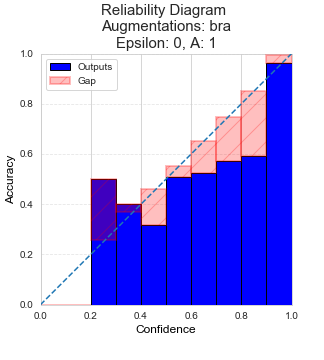 Reliability Diagram
Augmentations: bra
Epsilon: 0, A: 1
1.0
0.8
0.6
0.4
0.2
0.0
Accuracy
Outputs
Gap
0.0 0.2 0.4 0.6 0.8 1.0
Confidence